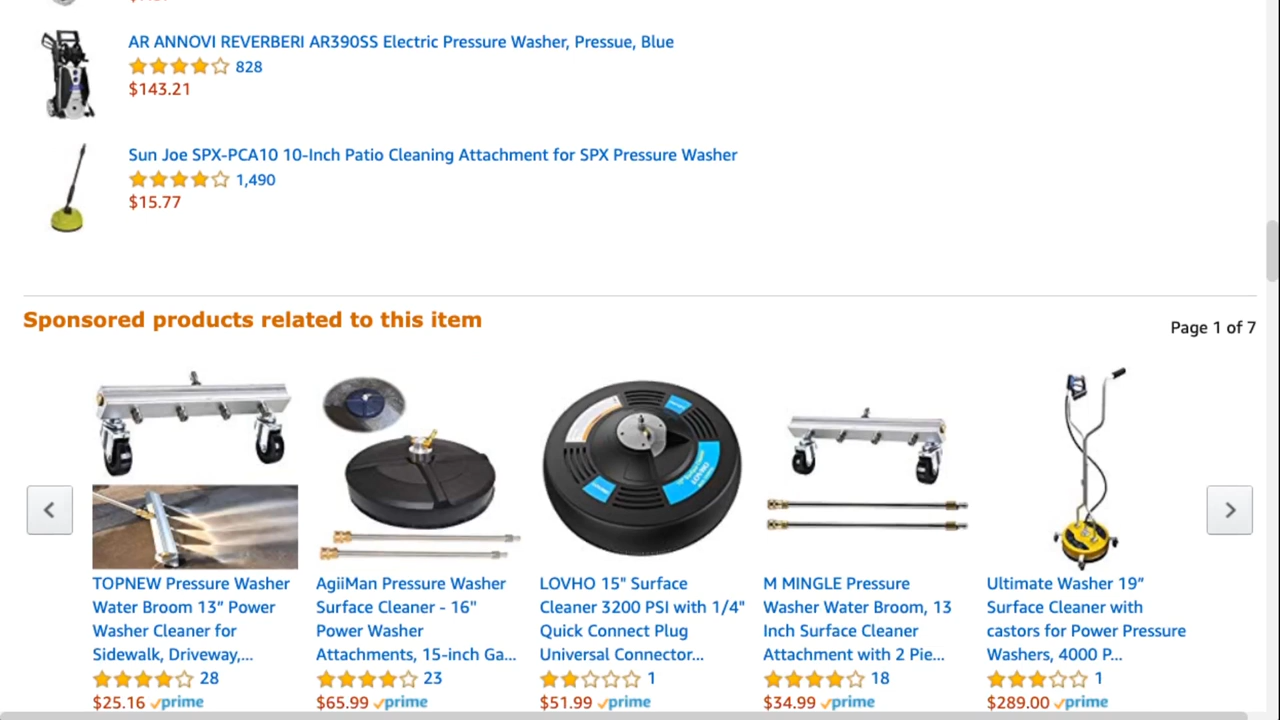 AR ANNOVI REVERBERI AR390SS Electric Pressure Washer, Pressue, Blue
828
$143.21
Sun Joe SPX-PCA10 10-Inch Patio Cleaning Attachment for SPX Pressure Washer
1,490
$15.77
Sponsored products related to this item
Page 1 of 7
TOPNEW Pressure Washer
Water Broom 13” Power
Washer Cleaner for
Sidewalk, Driveway,...
28
$25.16 prime
AgiiMan Pressure Washer
Surface Cleaner - 16"
Power Washer
Attachments, 15-inch Ga...
23
$65.99 prime
LOVHO 15" Surface
Cleaner 3200 PSI with 1/4"
Quick Connect Plug
Universal Connector...
1
$51.99 prime
M MINGLE Pressure
Washer Water Broom, 13
Inch Surface Cleaner
Attachment with 2 Pie...
18
$34.99 prime
Ultimate Washer 19”
Surface Cleaner with
castors for Power Pressure
Washers, 4000 P...
1
$289.00 prime